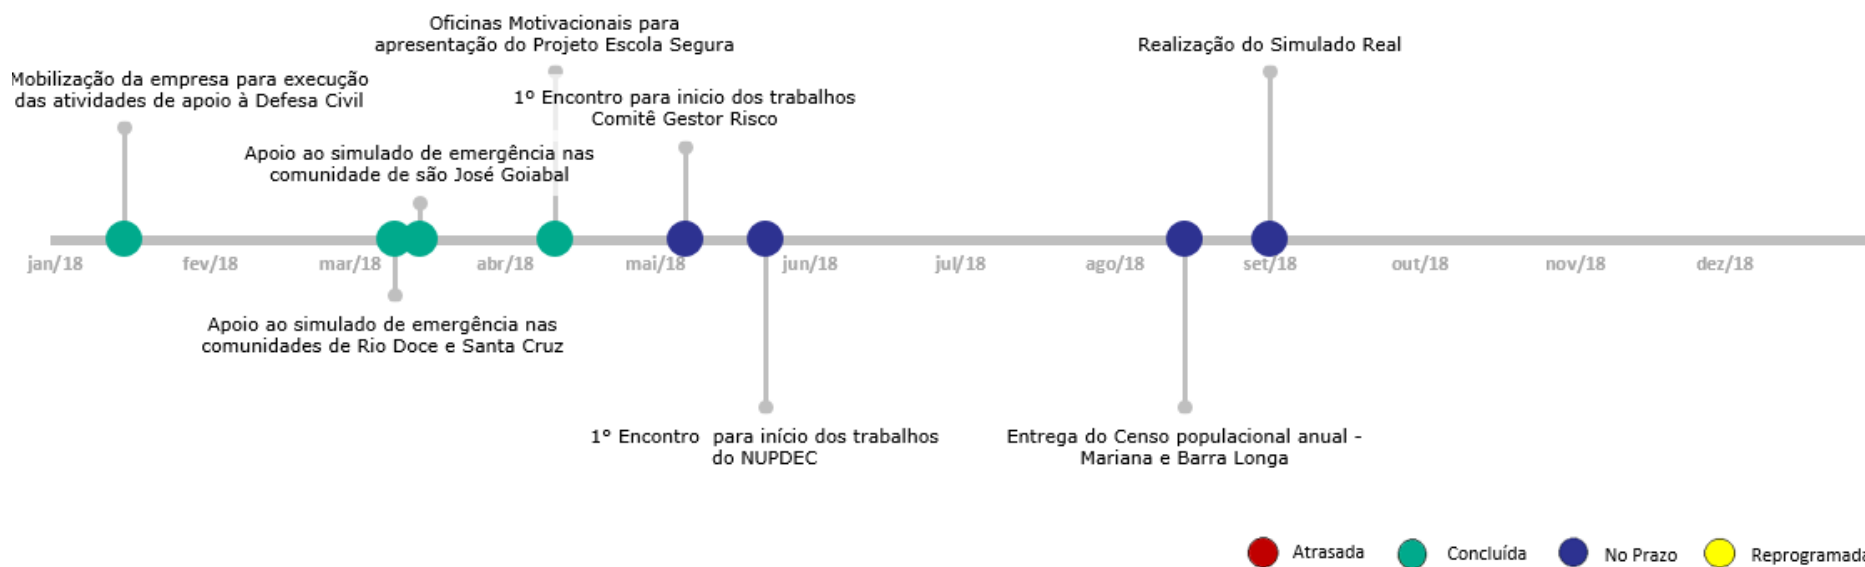 Oficinas Motivacionais para
apresentação do Projeto Escola Segura
Realização do Simulado Real
Mobilização da empresa para execução
das atividades de apoio à Defesa Civil
1º Encontro para inicio dos trabalhos
Comitê Gestor Risco
Apoio ao simulado de emergência nas
comunidade de são José Goiabal
jan/18
fev/18
mar/18
abr/18
mai/18
jun/18
jul/18
ago/18
set/18
out/18
nov/18
dez/18
Apoio ao simulado de emergência nas
comunidades de Rio Doce e Santa Cruz
1° Encontro  para início dos trabalhos
do NUPDEC
Entrega do Censo populacional anual -
Mariana e Barra Longa
Atrasada
Concluída
No Prazo
Reprogramada